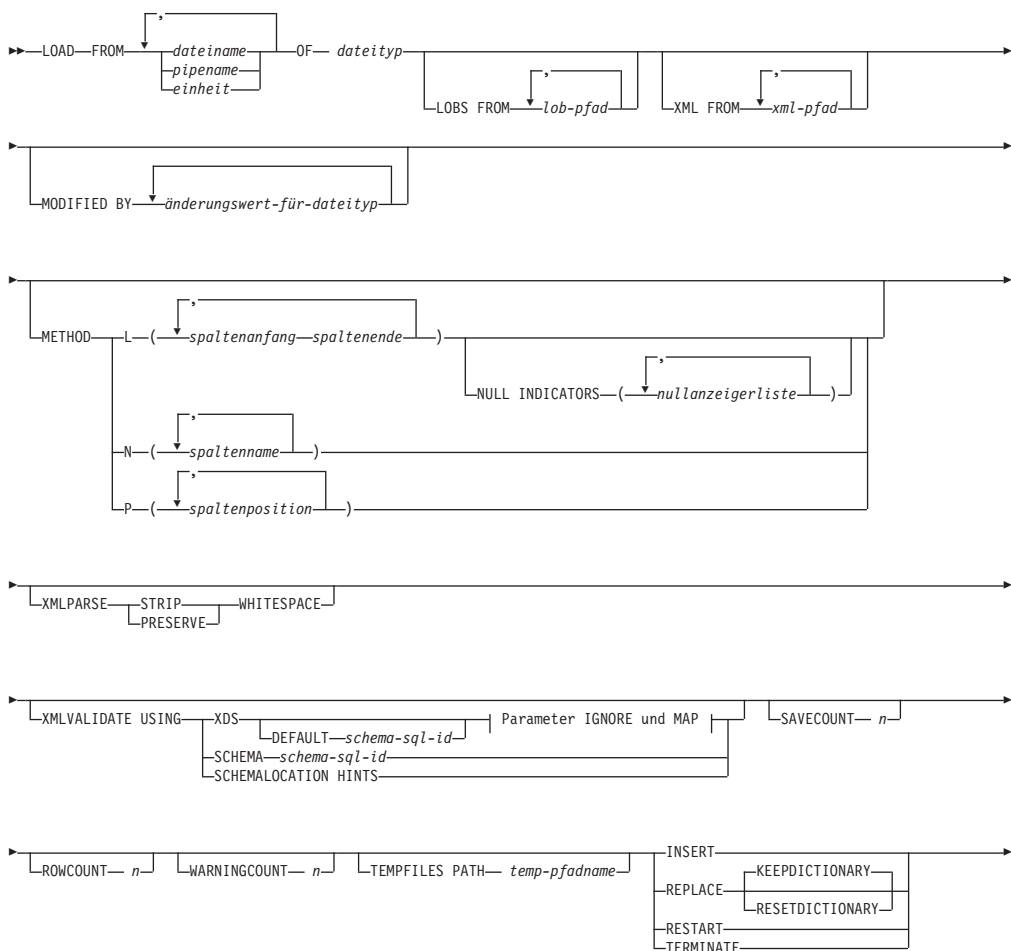 ,
LOAD FROM dateiname OF dateityp
pipename
einheit
, ,
LOBS FROM lob-pfad XML FROM xml-pfad
MODIFIED BY änderungswert-für-dateityp
,
METHOD L ( spaltenanfang spaltenende )
,
NULL INDICATORS ( nullanzeigerliste )
,
N ( spaltenname )
,
P ( spaltenposition )
XMLPARSE STRIP WHITESPACE
PRESERVE
XMLVALIDATE USING XDS Parameter IGNORE und MAP SAVECOUNT n
DEFAULT schema-sql-id
SCHEMA schema-sql-id
SCHEMALOCATION HINTS
ROWCOUNT n WARNINGCOUNT n TEMPFILES PATH temp-pfadname INSERT
KEEPDICTIONARY
REPLACE
RESETDICTIONARY
RESTART
TERMINATE